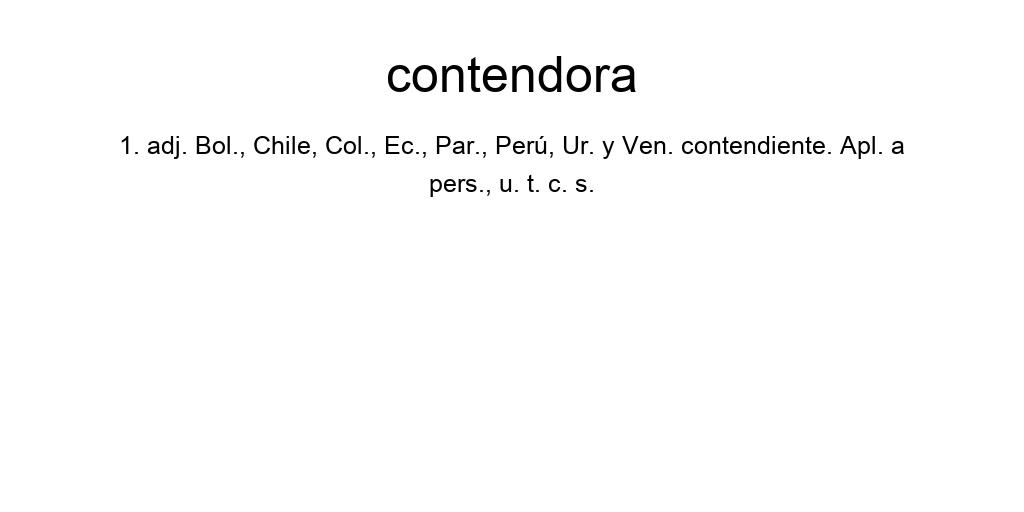 contendora
1. adj. Bol., Chile, Col., Ec., Par., Perú, Ur. y Ven. contendiente. Apl. a
pers., u. t. c. s.